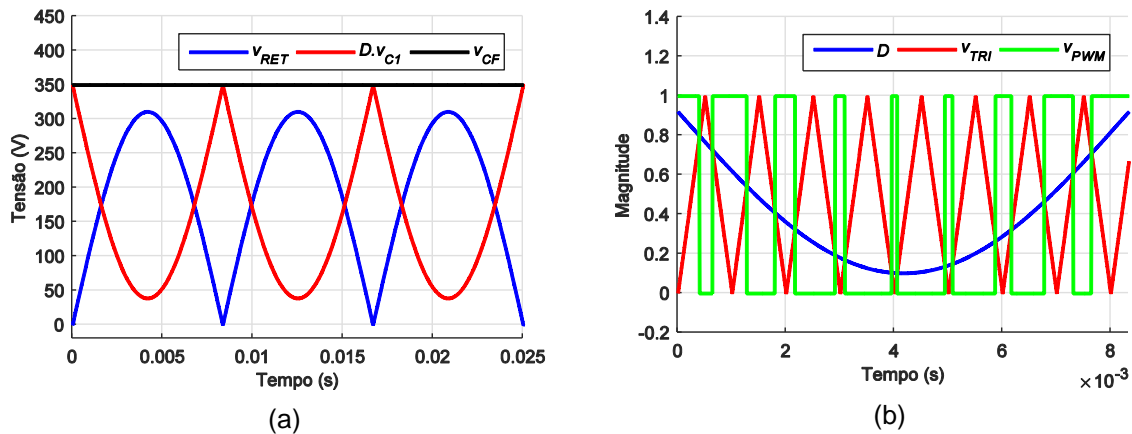 450
400
350
300
250
200
150
100
50
0
Tensão (V)
v_RET D.v_C1 v_CF
0 0.005 0.01 0.015 0.02 0.025
Tempo (s)
(a)
1.4
1.2
1
0.8
0.6
0.4
0.2
0
-0.2
Magnitude
D v_TRI v_PWM
0 2 4 6 8
Tempo (s)
×10⁻³
(b)